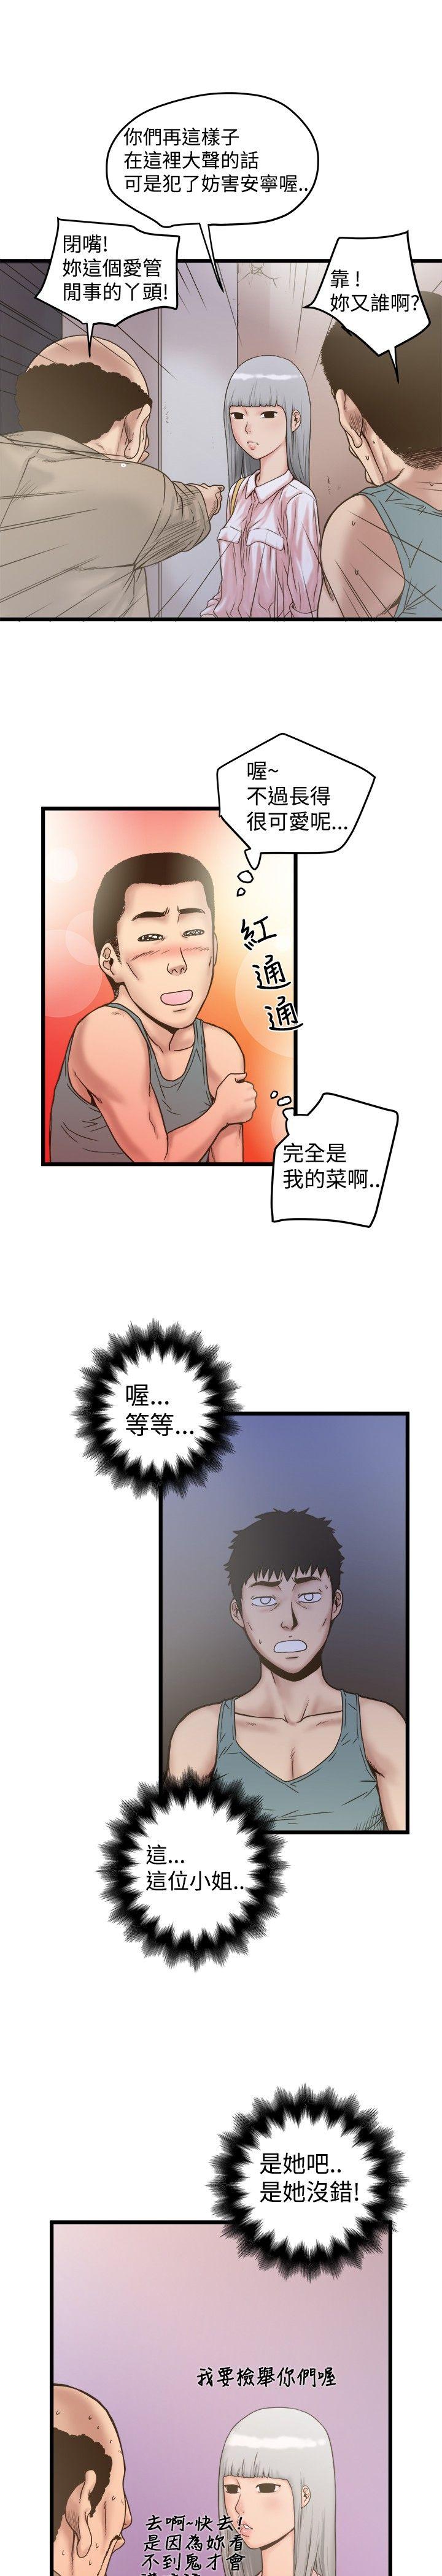 你們再這樣子
在這裡大聲的話
可是犯了妨害安寧喔..
閉嘴!
妳這個愛管
閒事的丫頭!
靠!
妳又誰啊?
喔~
不過長得
很可愛呢...
紅通通
完全是
我的菜啊..
喔...
等等...
這...
這位小姐..
是她吧..
是她沒錯!
我要檢舉你們喔
去啊~快去!
是因為妳看
不到鬼才會